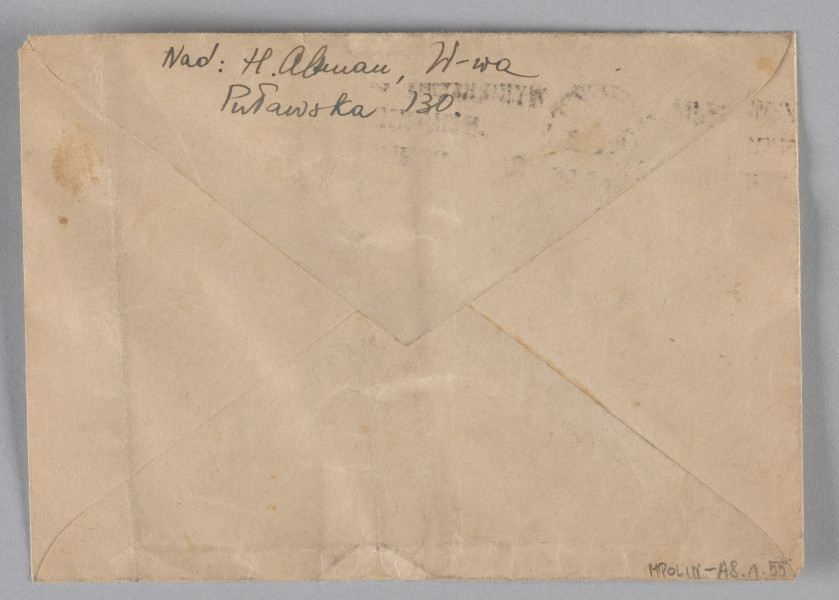 Nad: H. Alman, W-wa
Puławska 130.
MPOLIN-A8.1.55